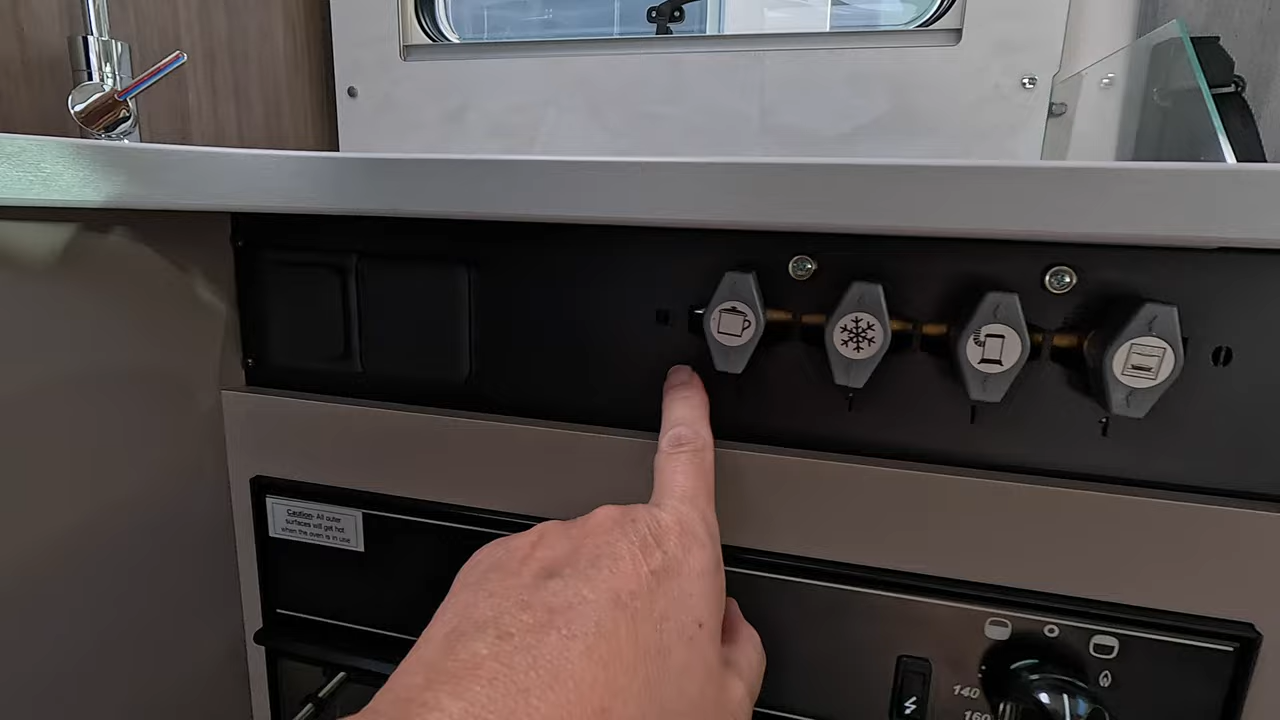 Caution- All outer
surfaces will get hot
when the oven is in use
140
160